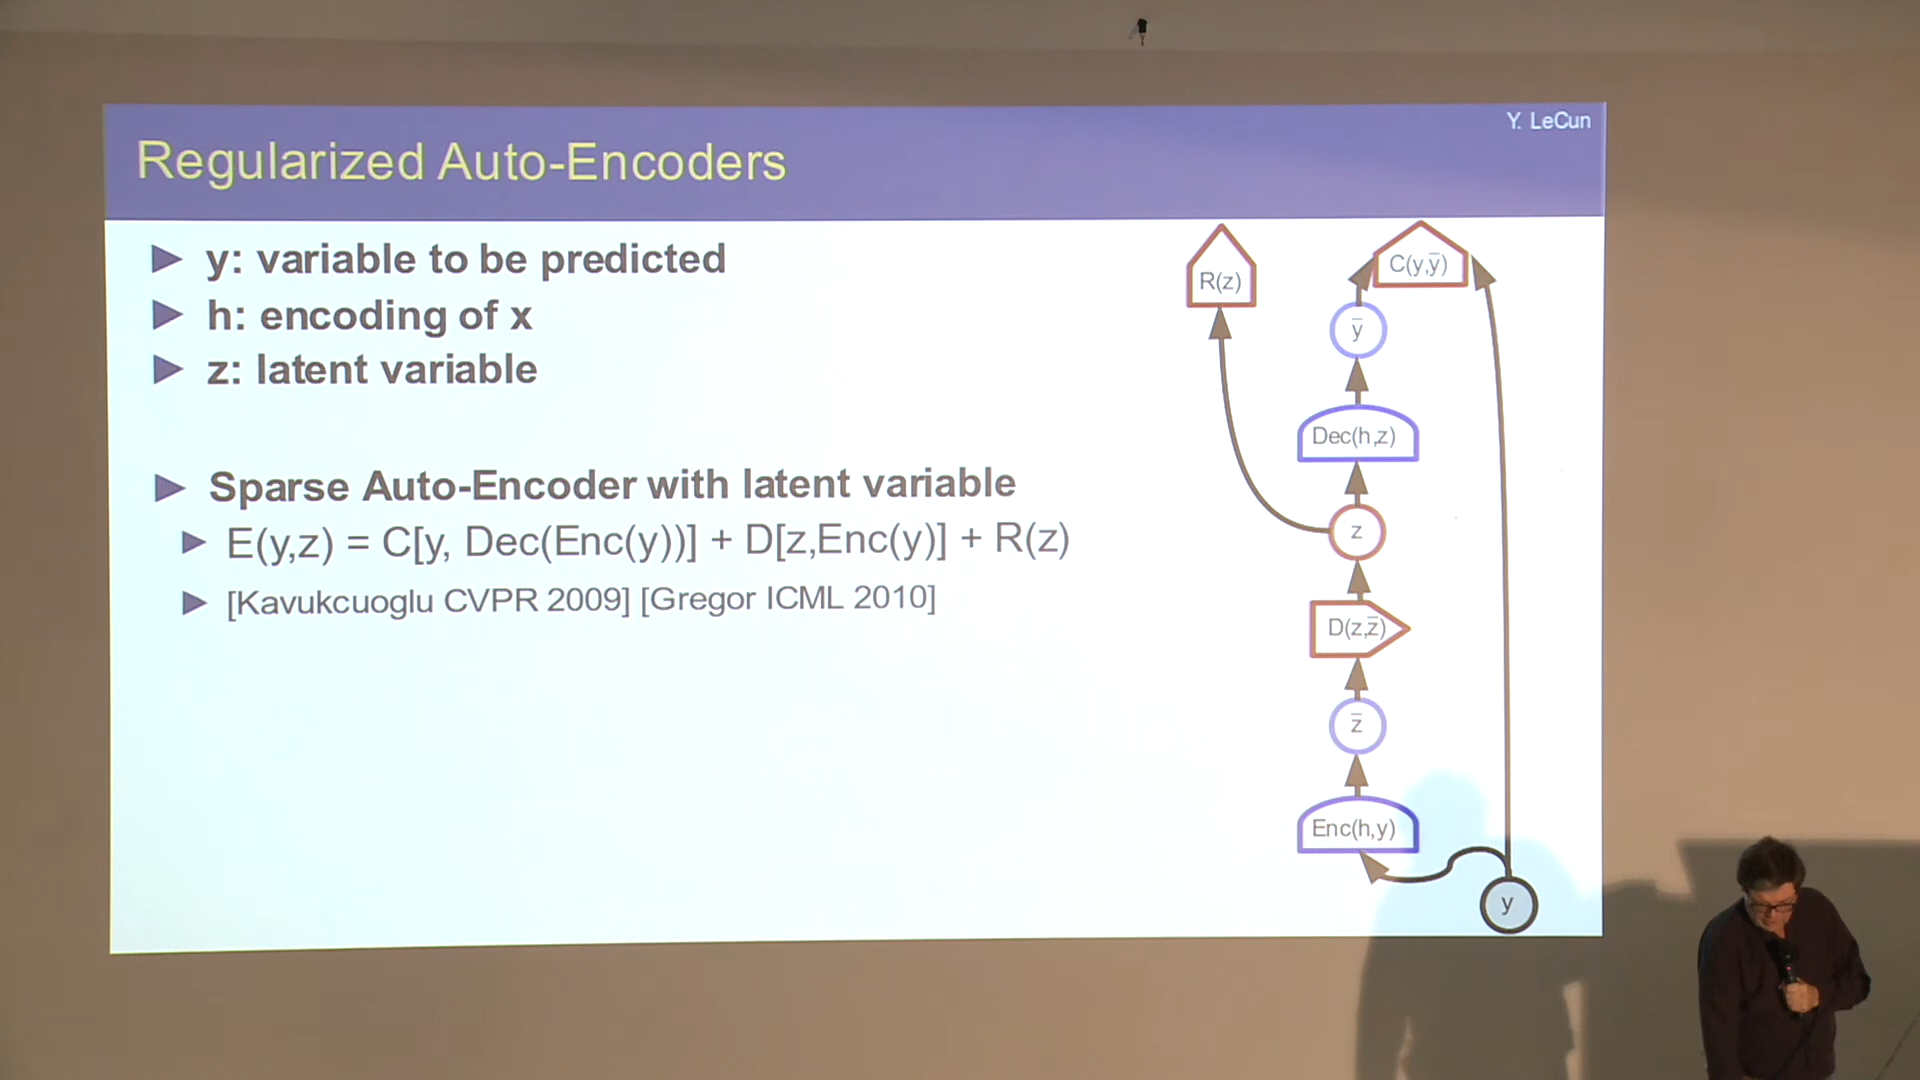 Y. LeCun
Regularized Auto-Encoders
y: variable to be predicted
h: encoding of x
z: latent variable
Sparse Auto-Encoder with latent variable
E(y,z) = C[y, Dec(Enc(y))] + D[z,Enc(y)] + R(z)
[Kavukcuoglu CVPR 2009] [Gregor ICML 2010]
R(z)
C(y,y̅)
y̅
Dec(h,z)
z
D(z,z̅)
z̅
Enc(h,y)
y